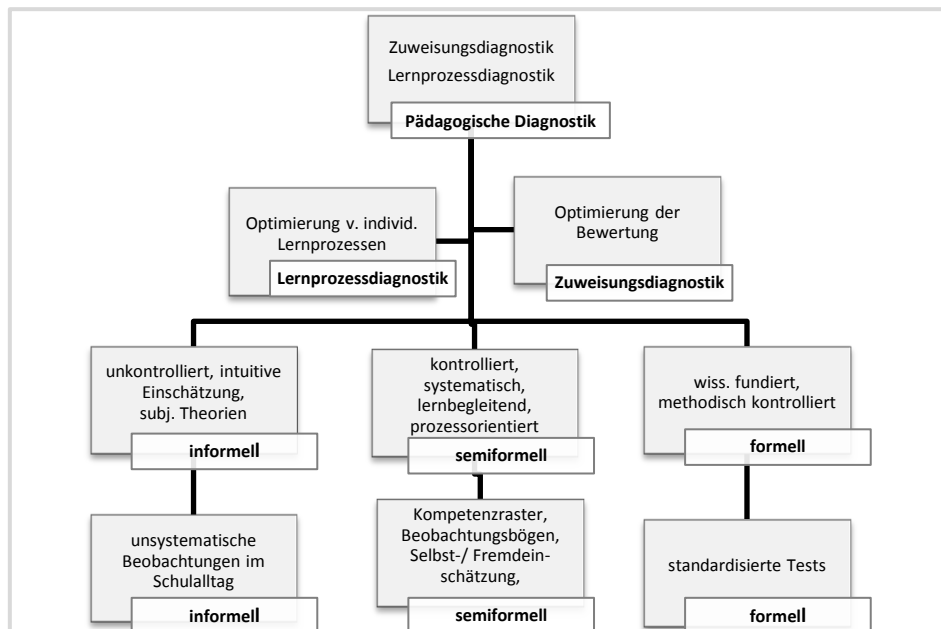 Zuweisungsdiagnostik
Lernprozessdiagnostik
Pädagogische Diagnostik
Optimierung v. individ.
Lernprozessen
Lernprozessdiagnostik
Optimierung der
Bewertung
Zuweisungsdiagnostik
unkontrolliert, intuitive
Einschätzung,
subj. Theorien
informell
kontrolliert,
systematisch,
lernbegleitend,
prozessorientiert
semiformell
wiss. fundiert,
methodisch kontrolliert
formell
unsystematische
Beobachtungen im
Schulalltag
informell
Kompetenzraster,
Beobachtungsbögen,
Selbst-/ Fremdein-
schätzung,
semiformell
standardisierte Tests
formell